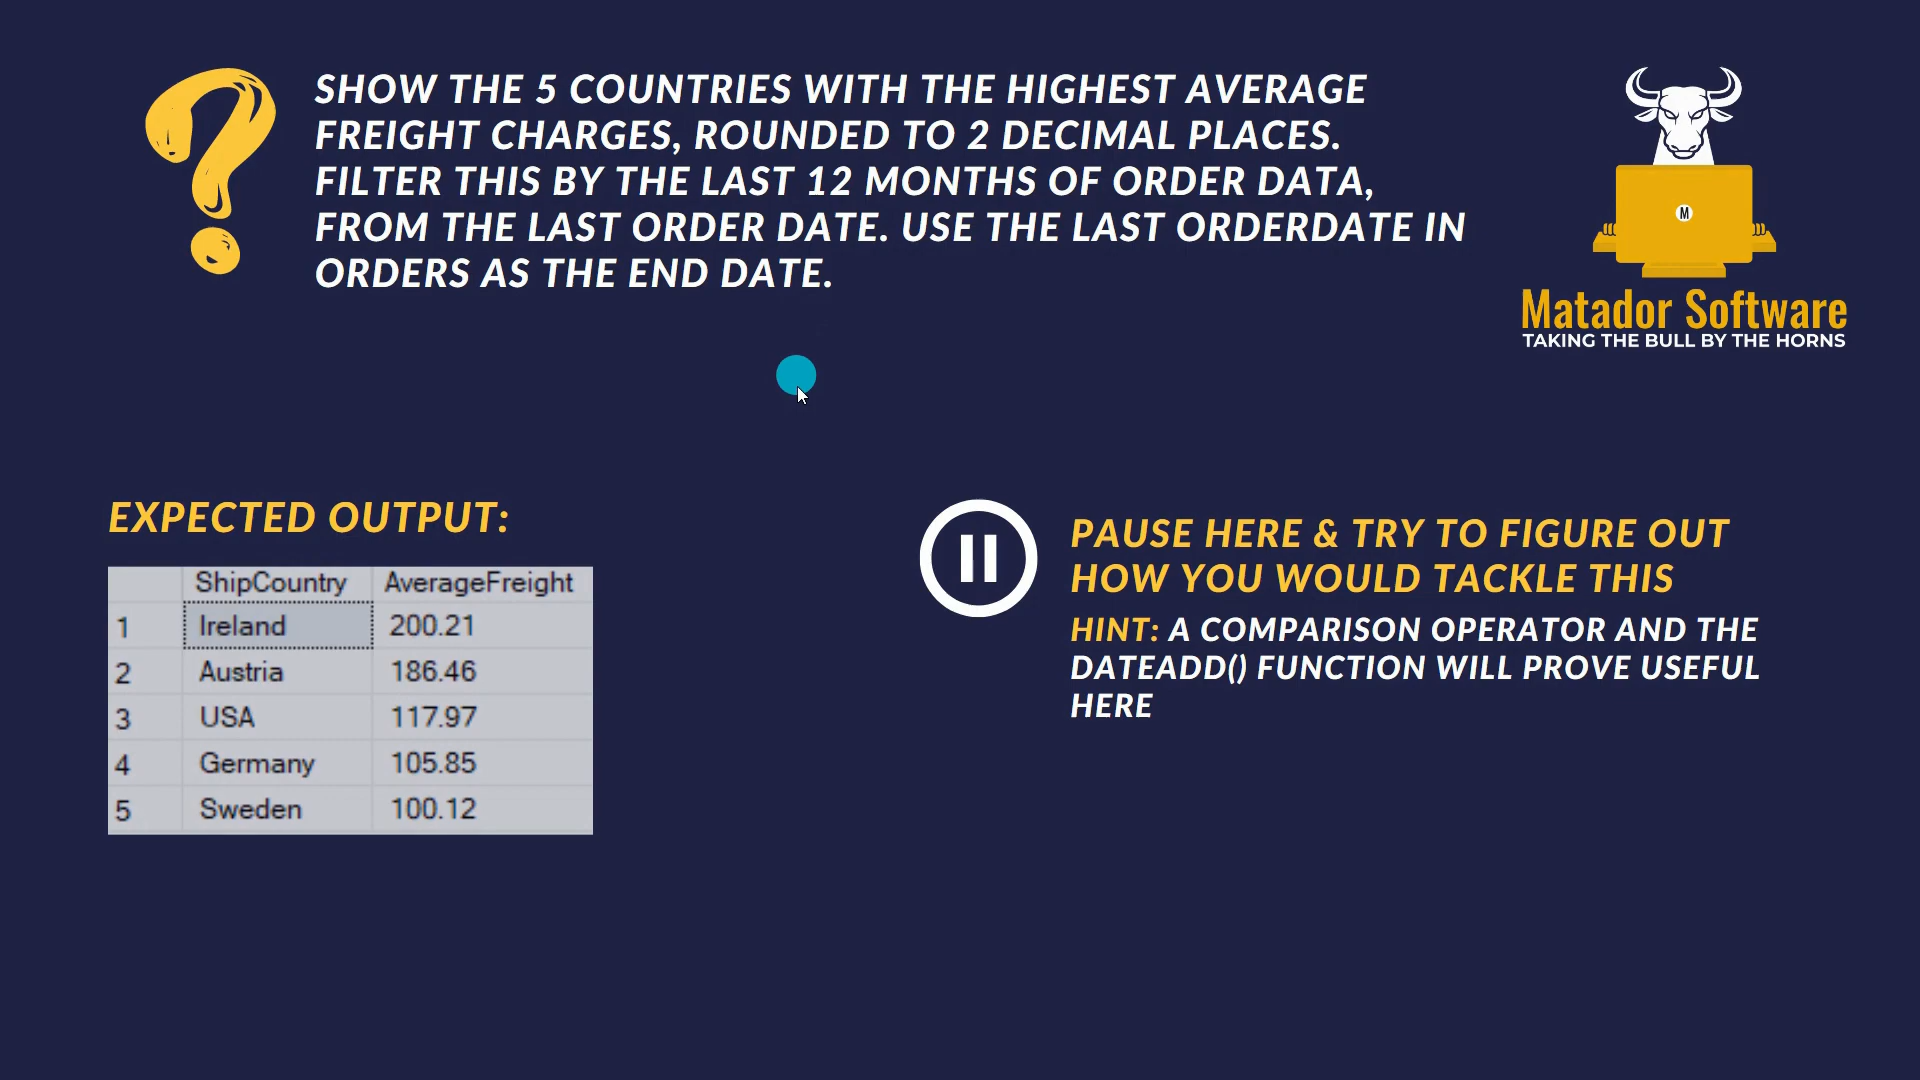 SHOW THE 5 COUNTRIES WITH THE HIGHEST AVERAGE
FREIGHT CHARGES, ROUNDED TO 2 DECIMAL PLACES.
FILTER THIS BY THE LAST 12 MONTHS OF ORDER DATA,
FROM THE LAST ORDER DATE. USE THE LAST ORDERDATE IN
ORDERS AS THE END DATE.
M
Matador Software
TAKING THE BULL BY THE HORNS
EXPECTED OUTPUT:
ShipCountry AverageFreight
1 Ireland 200.21
2 Austria 186.46
3 USA 117.97
4 Germany 105.85
5 Sweden 100.12
PAUSE HERE & TRY TO FIGURE OUT
HOW YOU WOULD TACKLE THIS
HINT: A COMPARISON OPERATOR AND THE
DATEADD() FUNCTION WILL PROVE USEFUL
HERE